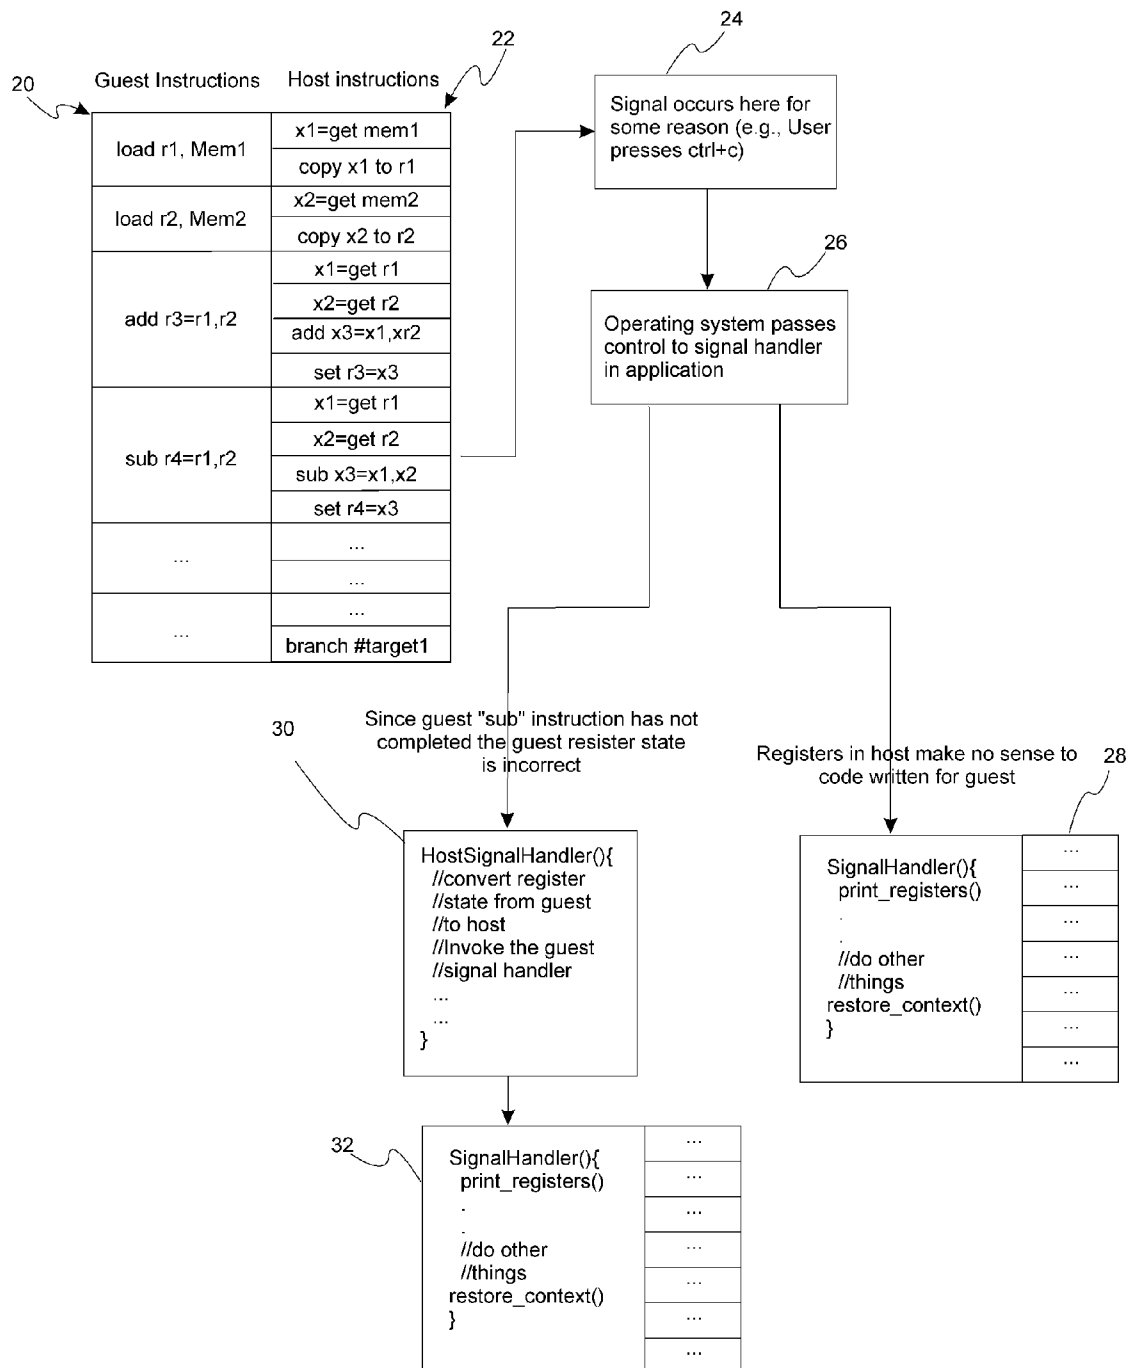 24
22
20
Guest Instructions
Host instructions
load r1, Mem1
x1=get mem1
copy x1 to r1
load r2, Mem2
x2=get mem2
copy x2 to r2
add r3=r1,r2
x1=get r1
x2=get r2
add x3=x1,xr2
set r3=x3
sub r4=r1,r2
x1=get r1
x2=get r2
sub x3=x1,x2
set r4=x3
...
...
...
...
...
branch #target1
Signal occurs here for
some reason (e.g., User
presses ctrl+c)
26
Operating system passes
control to signal handler
in application
Since guest "sub" instruction has not
completed the guest resister state
is incorrect
30
HostSignalHandler(){
//convert register
//state from guest
//to host
//Invoke the guest
//signal handler
...
...
}
Registers in host make no sense to
code written for guest
28
SignalHandler(){
print_registers()
.
.
//do other
//things
restore_context()
}
...
...
...
...
...
...
...
32
SignalHandler(){
print_registers()
.
.
//do other
//things
restore_context()
}
...
...
...
...
...
...
...